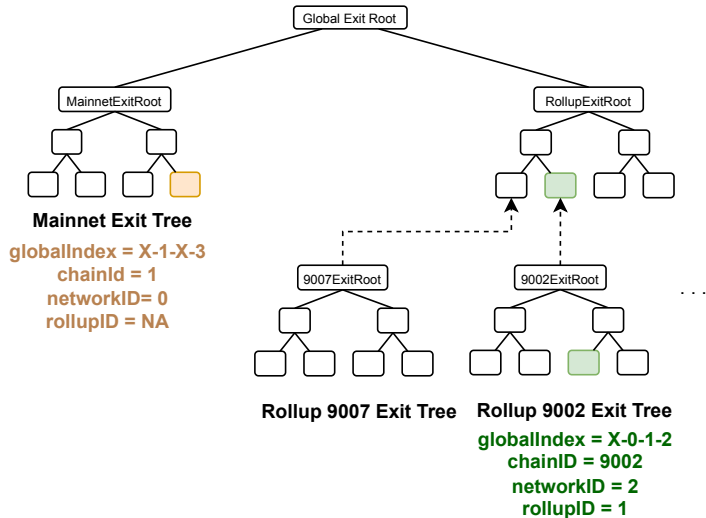 Global Exit Root
MainnetExitRoot
RollupExitRoot
Mainnet Exit Tree
globalIndex = X-1-X-3
chainId = 1
networkID= 0
rollupID = NA
9007ExitRoot
9002ExitRoot
. . .
Rollup 9007 Exit Tree
Rollup 9002 Exit Tree
globalIndex = X-0-1-2
chainID = 9002
networkID = 2
rollupID = 1